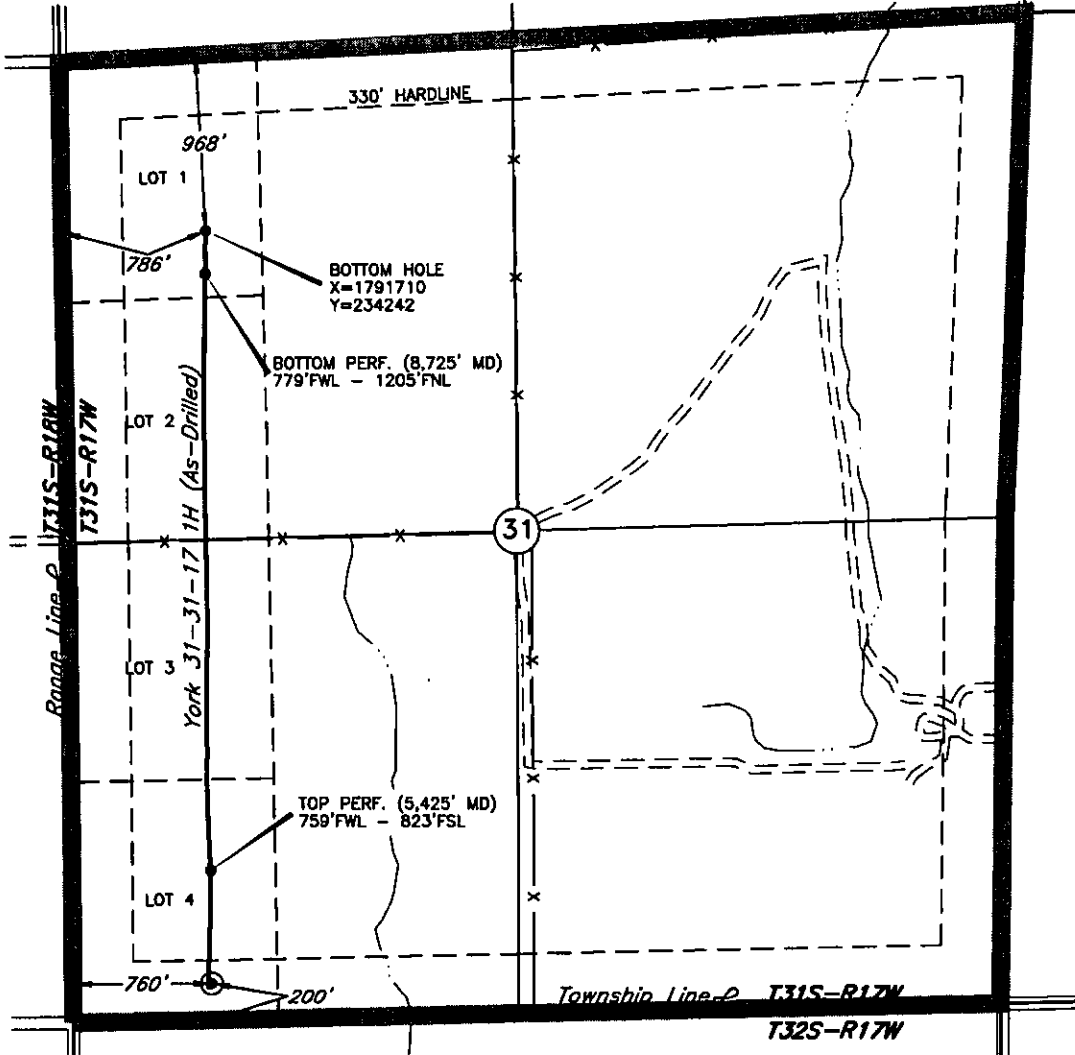 330' HARDLINE
968'
LOT 1
786'
BOTTOM HOLE
X=1791710
Y=234242
BOTTOM PERF. (8,725' MD)
779'FWL - 1205'FNL
LOT 2
York 31-31-17 1H (As-Drilled)
T31S-R18W
T31S-R17W
31
Range Line
LOT 3
TOP PERF. (5,425' MD)
759'FWL - 823'FSL
LOT 4
760'
200'
Township Line
T31S-R17W
T32S-R17W